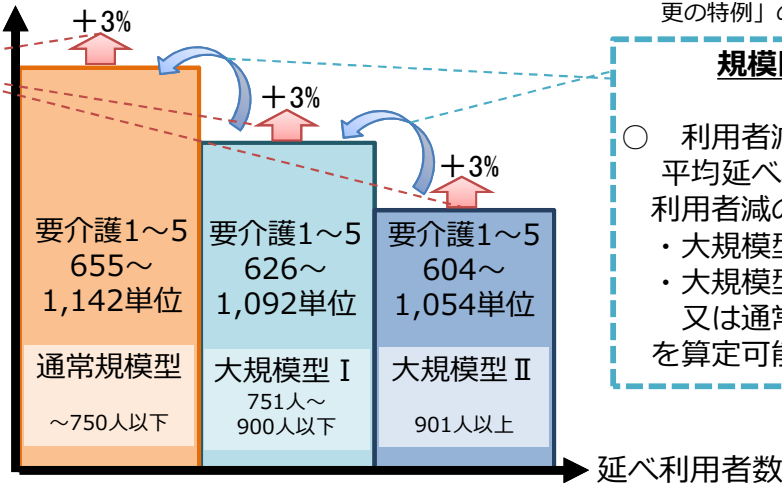 更の特例」の
+3%
規模
+3%
○ 利用者減
平均延べ
利用者減の
+3%
・大規模型
・大規模型
又は通常
を算定可能
要介護1~5
655~
1,142単位
要介護1~5
626~
1,092単位
要介護1~5
604~
1,054単位
通常規模型
~750人以下
大規模型Ⅰ
751人~
900人以下
大規模型Ⅱ
901人以上
延べ利用者数